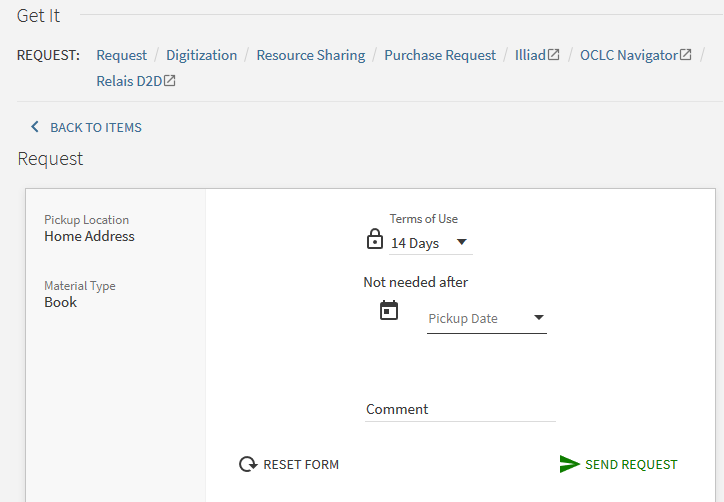 Get It
REQUEST: Request / Digitization / Resource Sharing / Purchase Request / Illiad / OCLC Navigator /
Relais D2D
BACK TO ITEMS
Request
Pickup Location
Home Address
Material Type
Book
Terms of Use
14 Days
Not needed after
Pickup Date
Comment
RESET FORM
SEND REQUEST